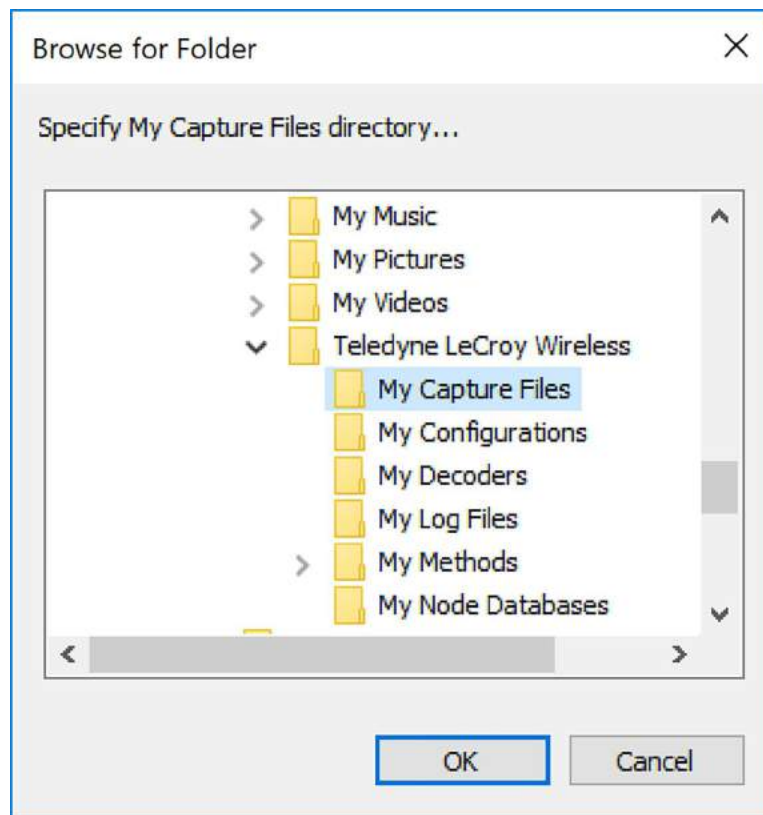 Browse for Folder
Specify My Capture Files directory...
My Music
My Pictures
My Videos
Teledyne LeCroy Wireless
My Capture Files
My Configurations
My Decoders
My Log Files
My Methods
My Node Databases
OK Cancel